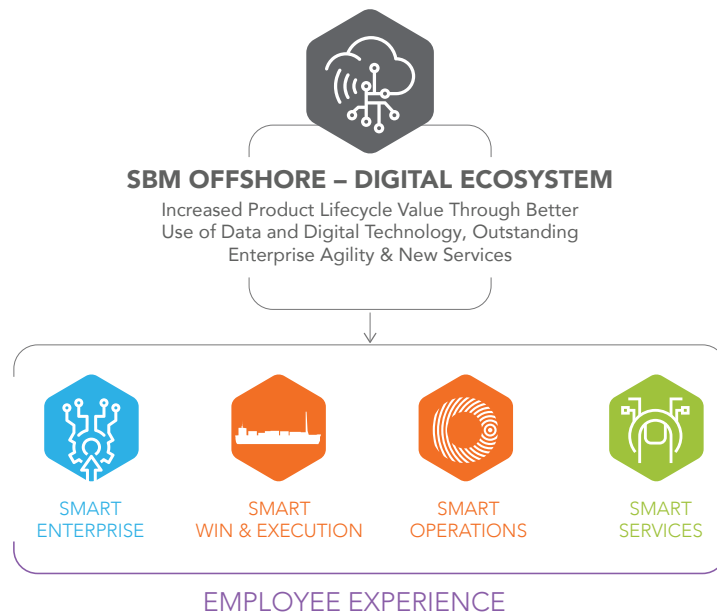 SBM OFFSHORE – DIGITAL ECOSYSTEM
Increased Product Lifecycle Value Through Better
Use of Data and Digital Technology, Outstanding
Enterprise Agility & New Services
SMART
ENTERPRISE
SMART
WIN & EXECUTION
SMART
OPERATIONS
SMART
SERVICES
EMPLOYEE EXPERIENCE